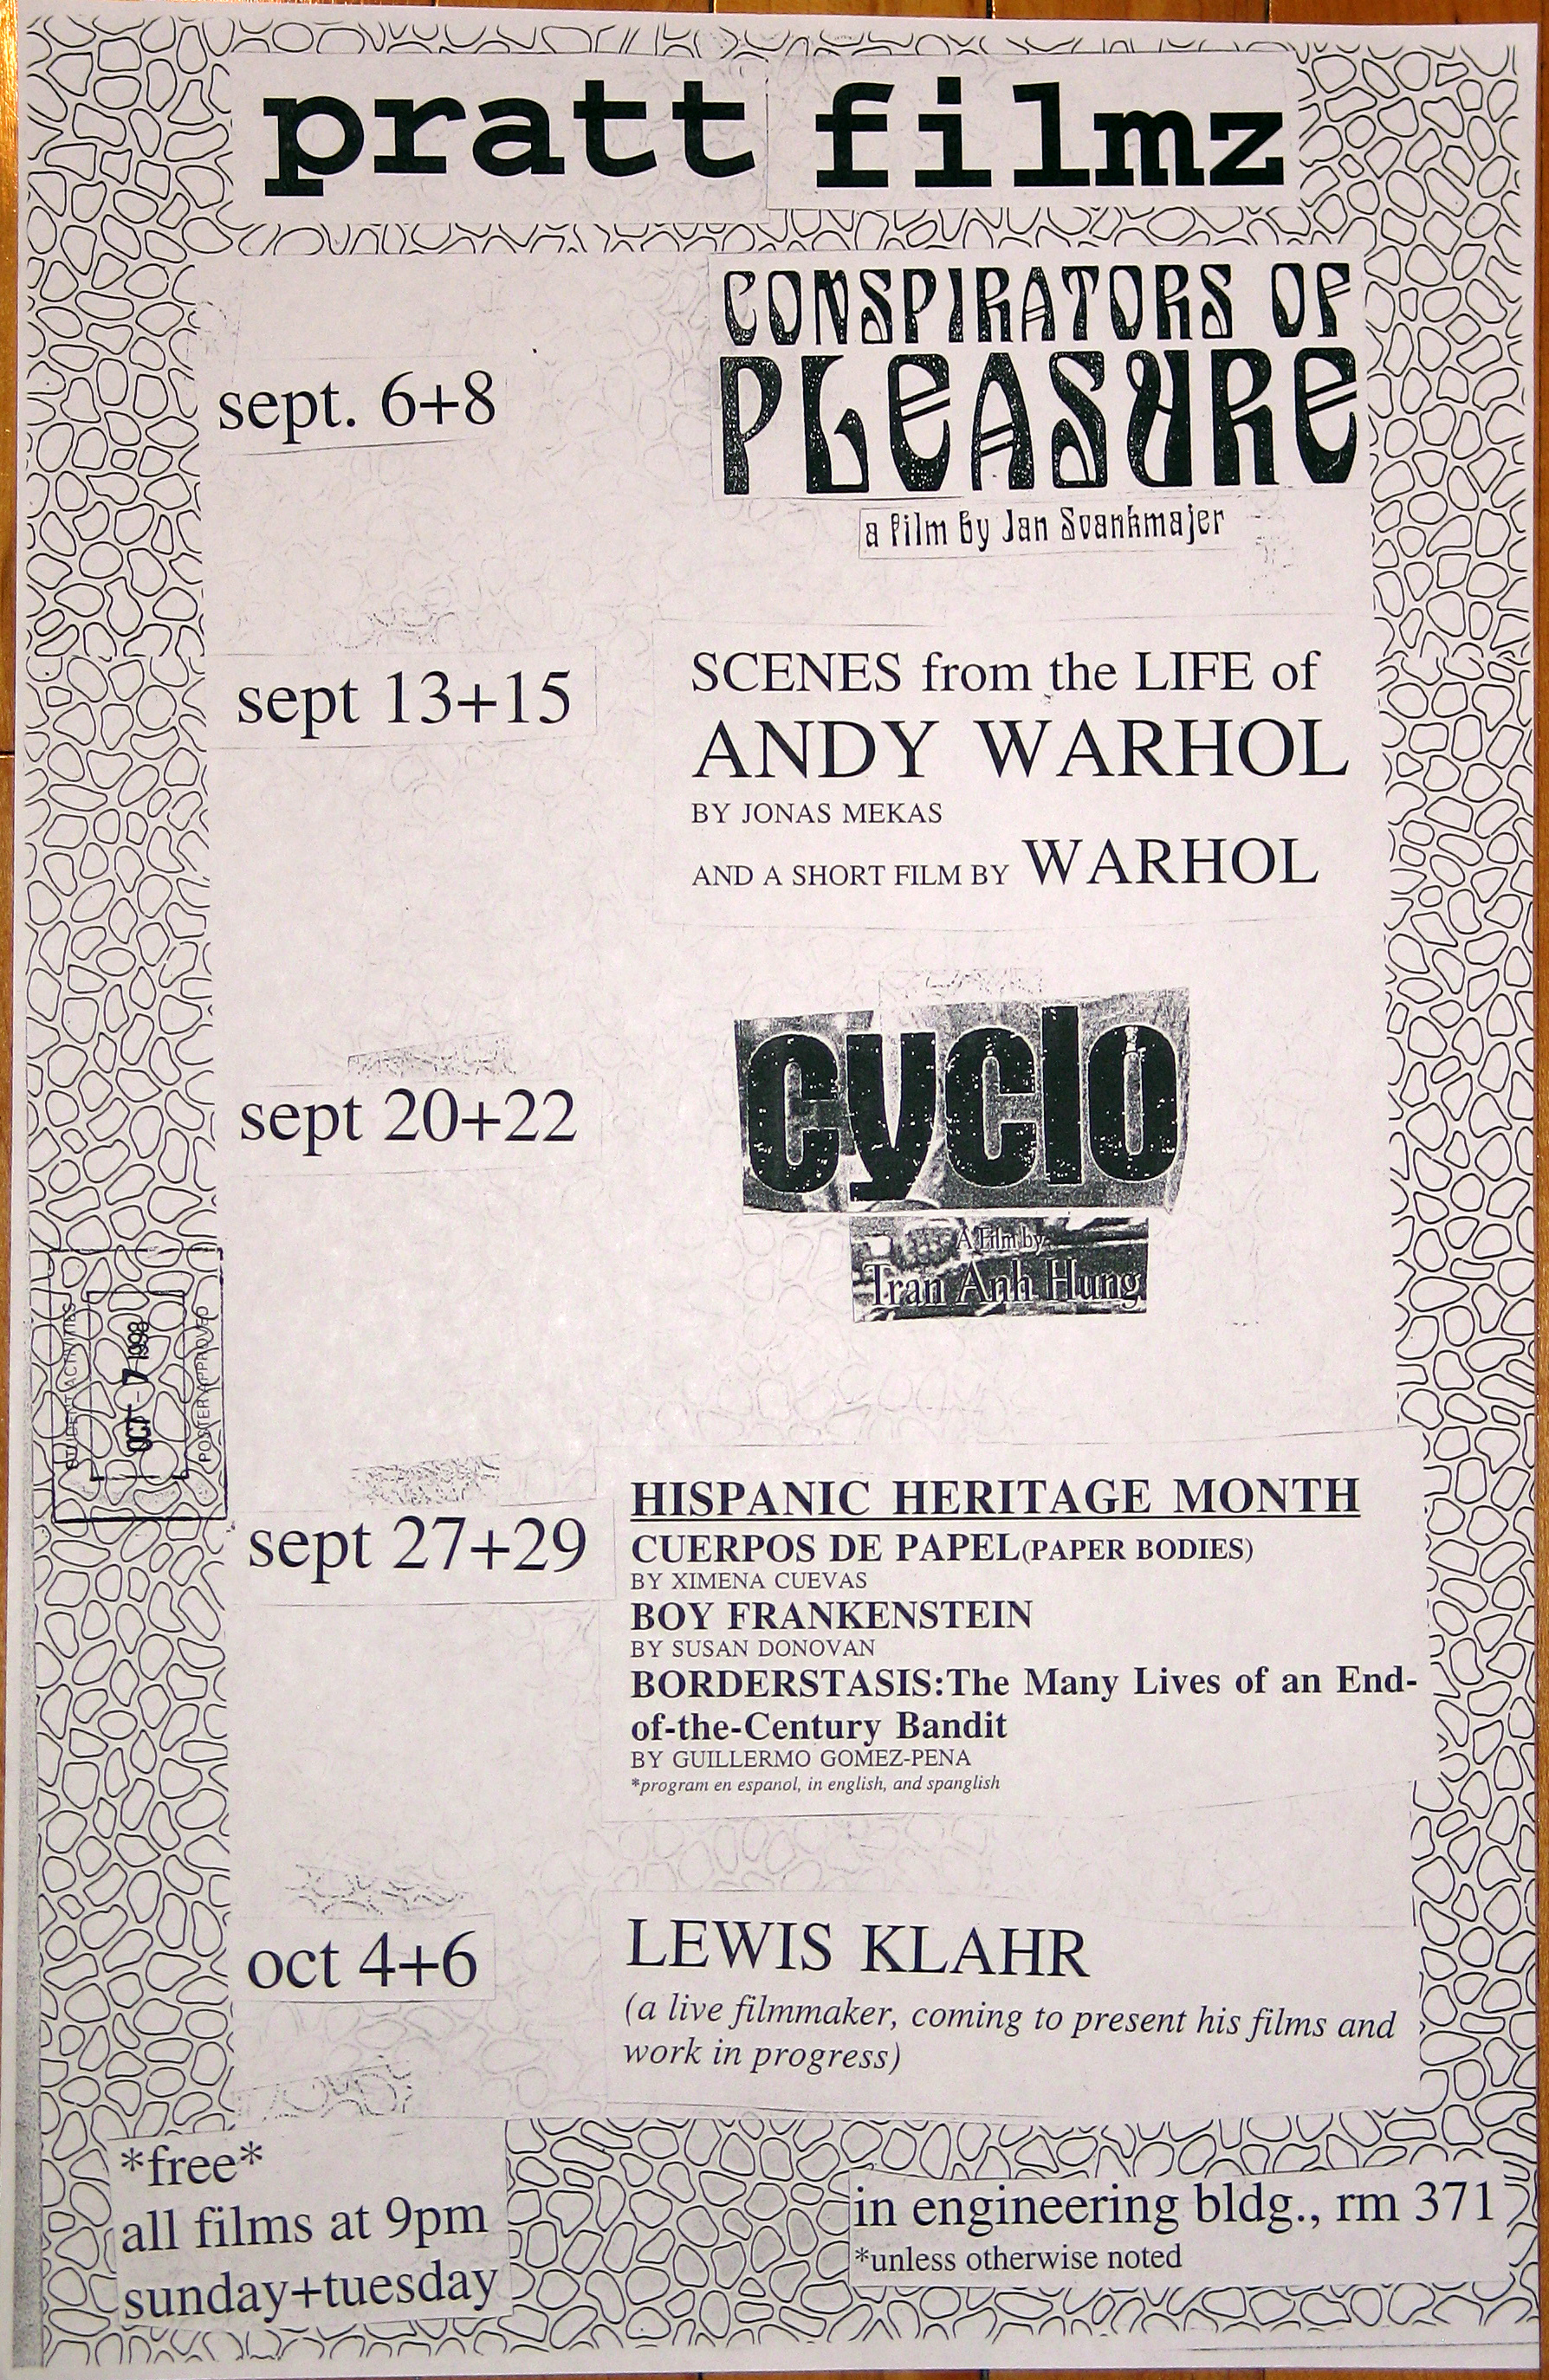 pratt filmz
CONSPIRATORS OF
PLEASURE
a film by Jan Svankmajer
sept. 6+8
SCENES from the LIFE of
ANDY WARHOL
BY JONAS MEKAS
AND A SHORT FILM BY WARHOL
sept 13+15
cyclo
A Film by
Tran Anh Hung
sept 20+22
STUDENT ACTIVITIES
OCT - 7 1998
POSTER APPROVED
HISPANIC HERITAGE MONTH
sept 27+29
CUERPOS DE PAPEL(PAPER BODIES)
BY XIMENA CUEVAS
BOY FRANKENSTEIN
BY SUSAN DONOVAN
BORDERSTASIS:The Many Lives of an End-
of-the-Century Bandit
BY GUILLERMO GOMEZ-PENA
*program en espanol, in english, and spanglish
oct 4+6
LEWIS KLAHR
(a live filmmaker, coming to present his films and
work in progress)
*free*
all films at 9pm
sunday+tuesday
in engineering bldg., rm 371
*unless otherwise noted